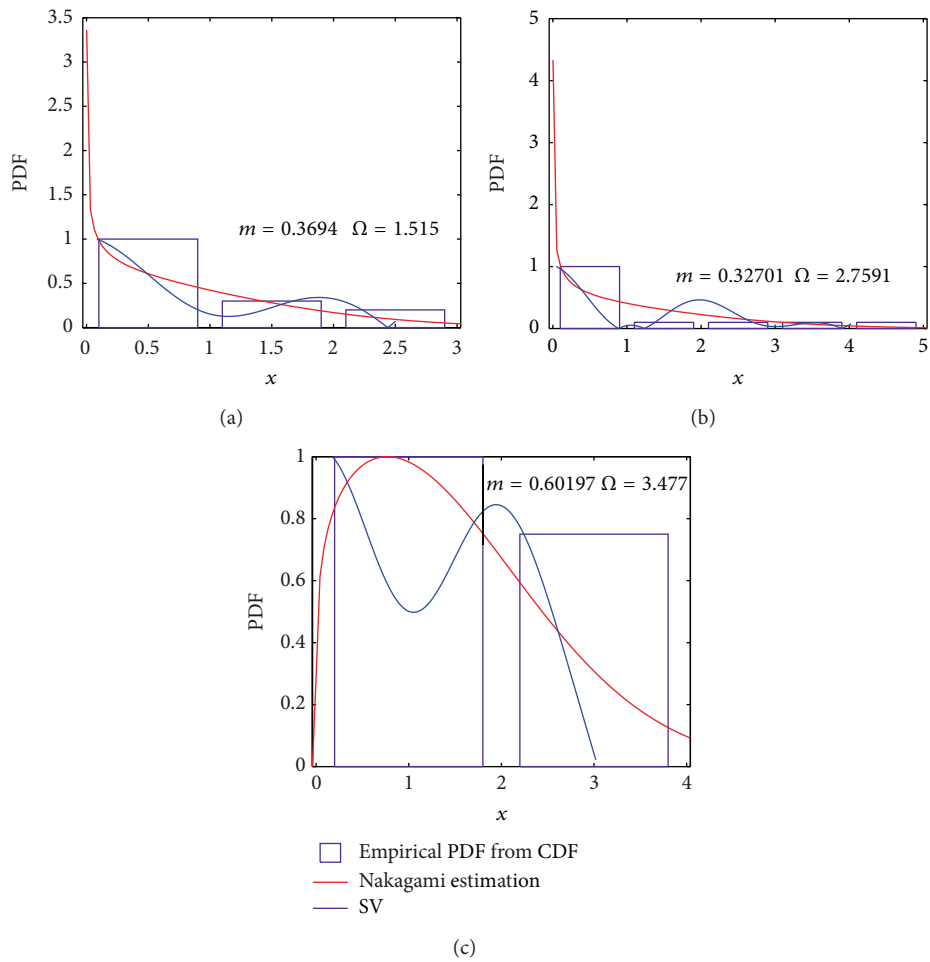 3.5
3
2.5
2
1.5
1
0.5
0
PDF
m = 0.3694 Ω = 1.515
0 0.5 1 1.5 2 2.5 3
x
(a)
5
4
3
2
1
0
PDF
m = 0.32701 Ω = 2.7591
0 1 2 3 4 5
x
(b)
1
0.8
0.6
0.4
0.2
0
PDF
m = 0.60197 Ω = 3.477
0 1 2 3 4
x
Empirical PDF from CDF
Nakagami estimation
SV
(c)